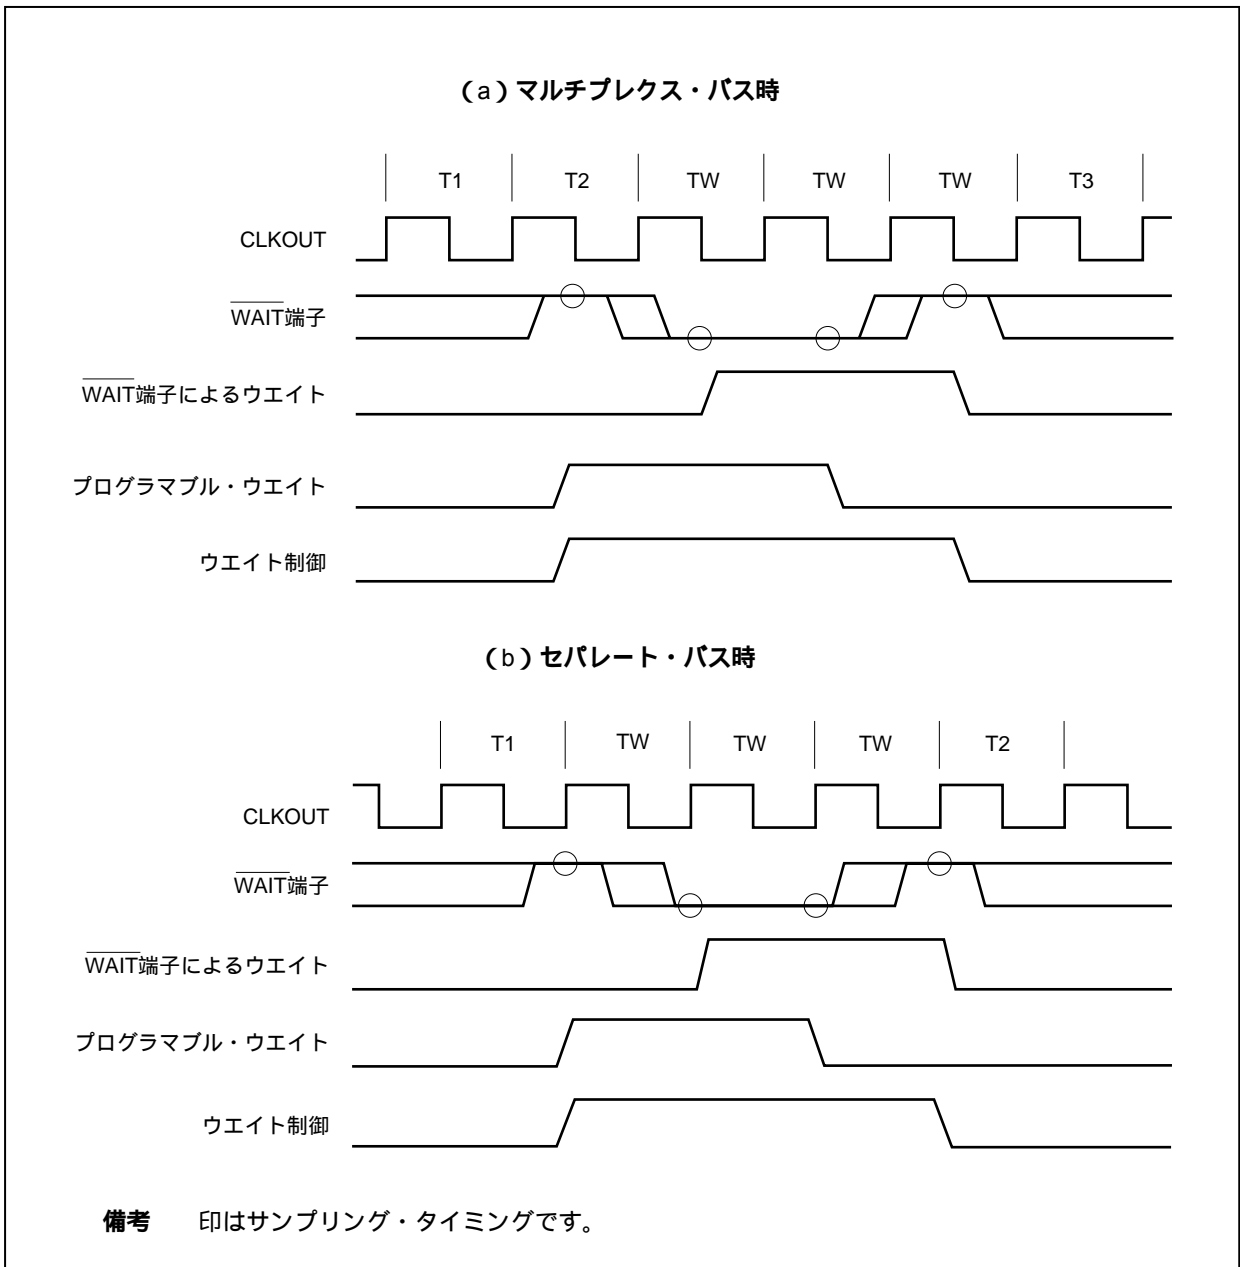 （a）マルチプレクス・バス時
T1 T2 TW TW TW T3
CLKOUT
WAIT端子
WAIT端子によるウエイト
プログラマブル・ウエイト
ウエイト制御
（b）セパレート・バス時
T1 TW TW TW T2
CLKOUT
WAIT端子
WAIT端子によるウエイト
プログラマブル・ウエイト
ウエイト制御
備考 印はサンプリング・タイミングです。